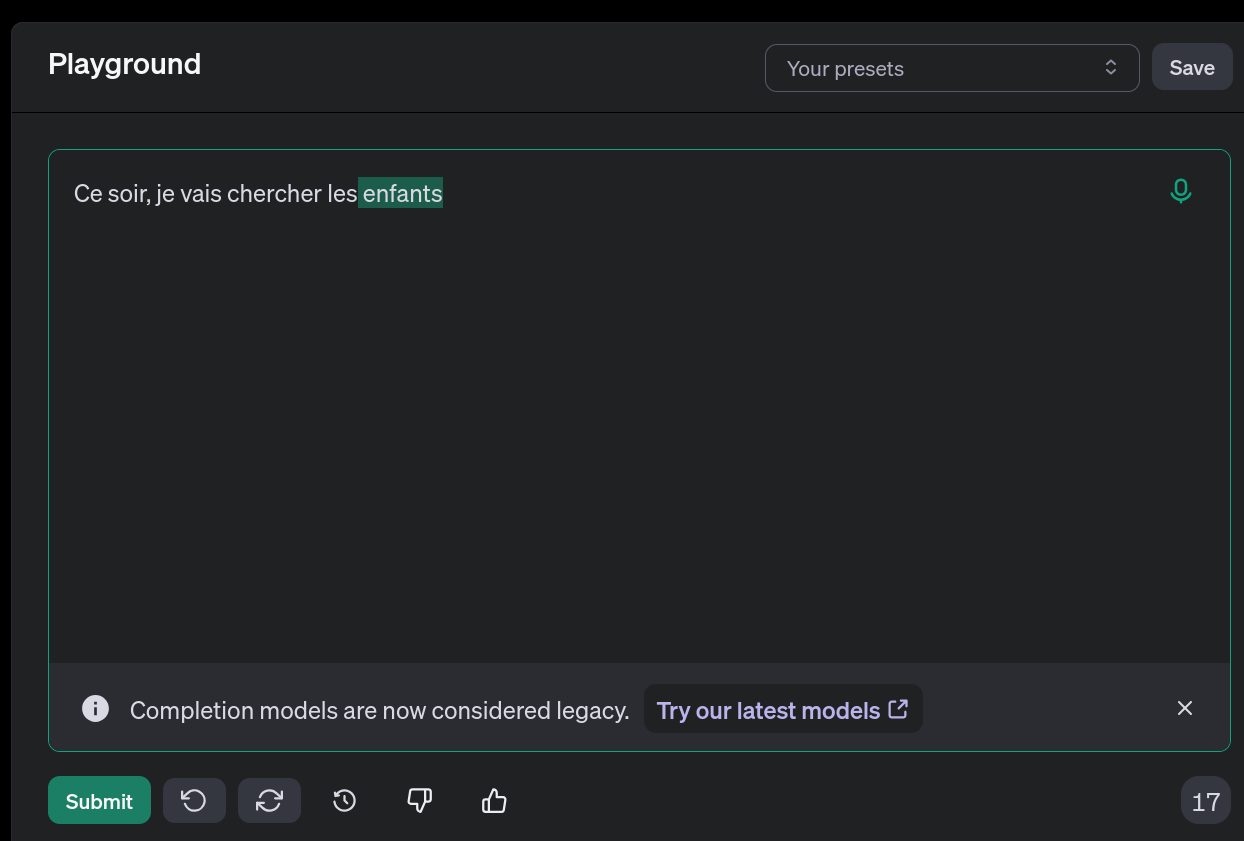 Playground
Your presets
Save
Ce soir, je vais chercher les enfants
Completion models are now considered legacy. Try our latest models
Submit
17